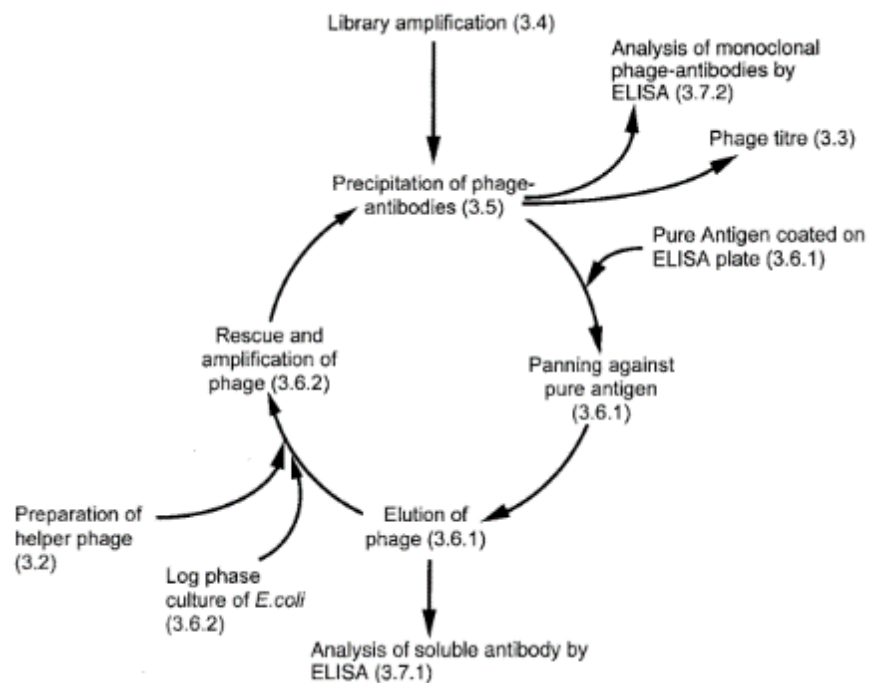 Library amplification (3.4)
Analysis of monoclonal
phage-antibodies by
ELISA (3.7.2)
Phage titre (3.3)
Precipitation of phage-
antibodies (3.5)
Pure Antigen coated on
ELISA plate (3.6.1)
Rescue and
amplification of
phage (3.6.2)
Panning against
pure antigen
(3.6.1)
Elution of
phage (3.6.1)
Preparation of
helper phage
(3.2)
Log phase
culture of E.coli
(3.6.2)
Analysis of soluble antibody by
ELISA (3.7.1)